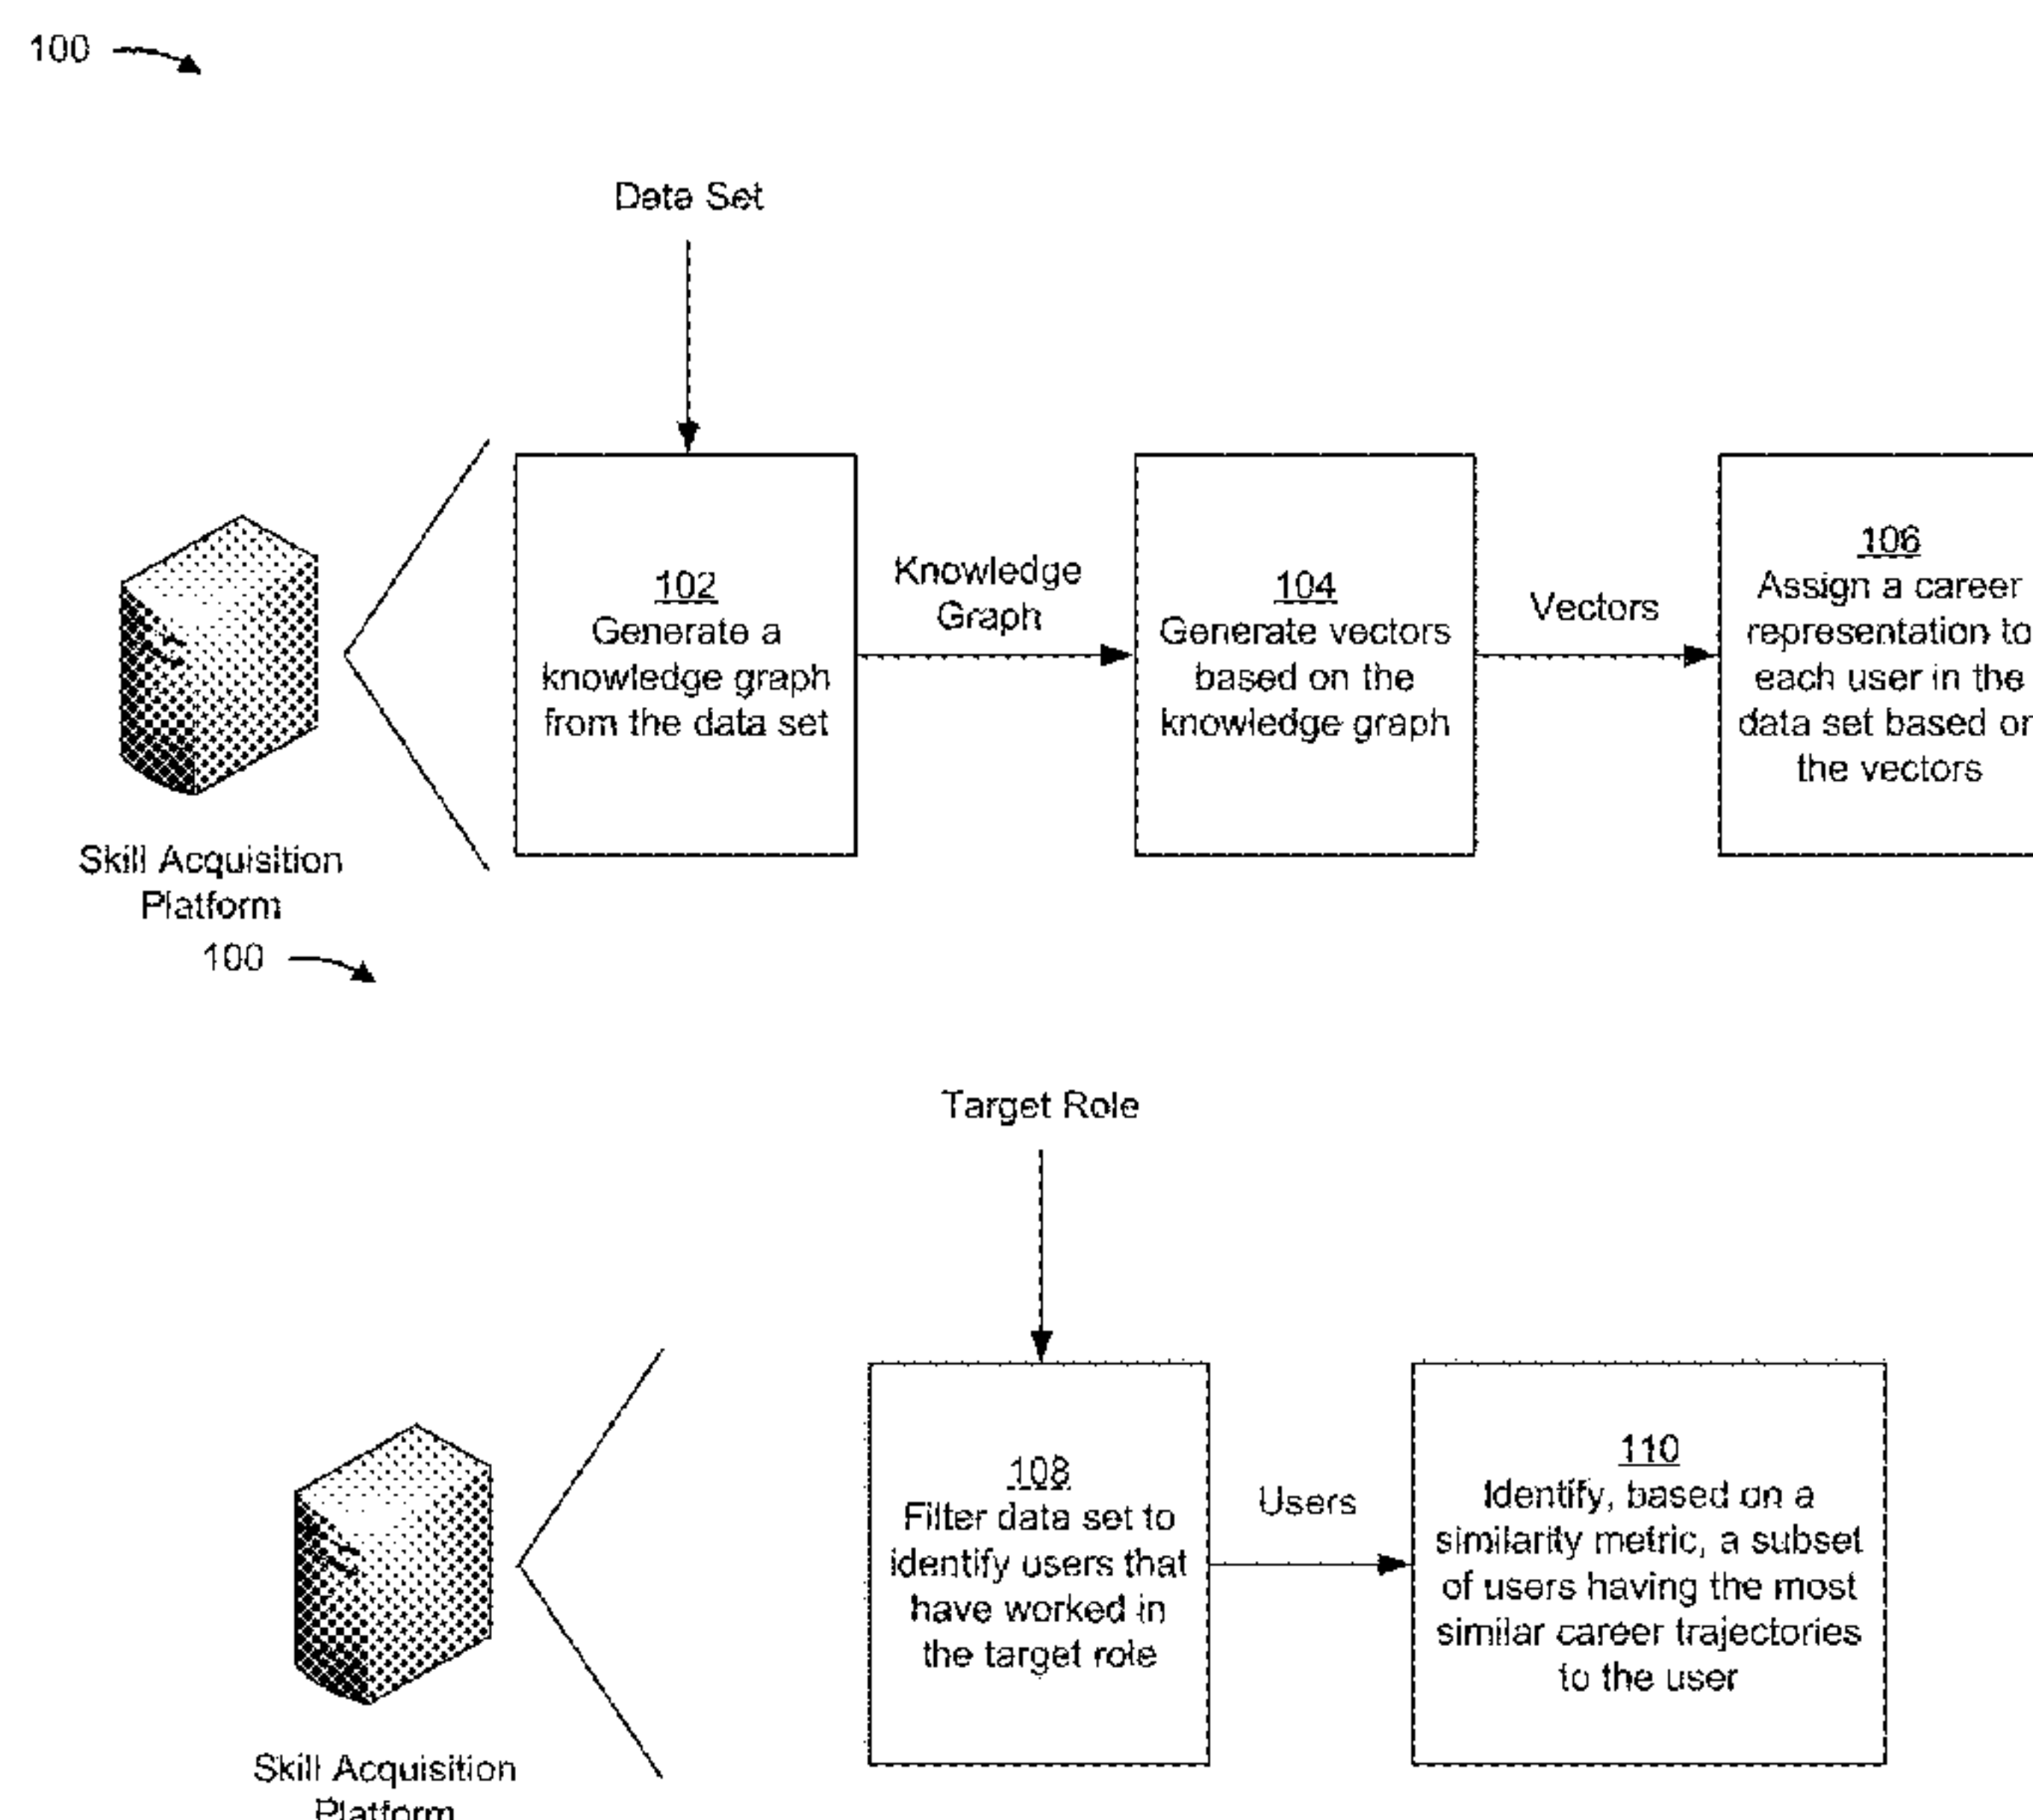 100
Data Set
102
Generate a
knowledge graph
from the data set
Knowledge
Graph
104
Generate vectors
based on the
knowledge graph
Vectors
106
Assign a career
representation to
each user in the
data set based on
the vectors
Skill Acquisition
Platform
100
Target Role
108
Filter data set to
identify users that
have worked in
the target role
Users
110
Identify, based on a
similarity metric, a subset
of users having the most
similar career trajectories
to the user
Skill Acquisition
Platform